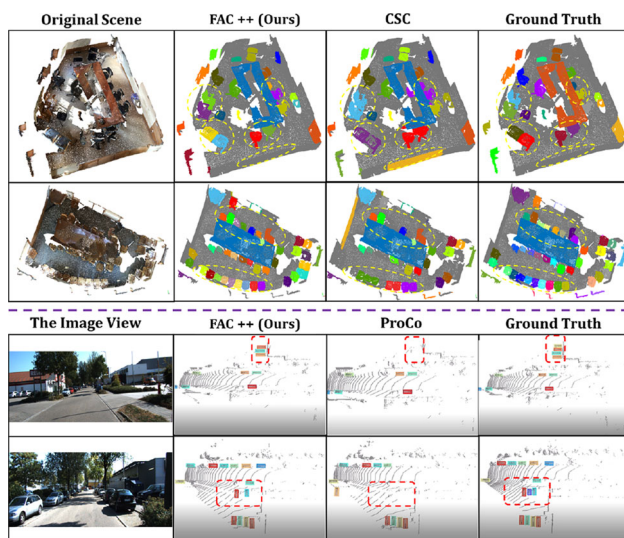 Original Scene FAC ++ (Ours) CSC Ground Truth
The Image View FAC ++ (Ours) ProCo Ground Truth